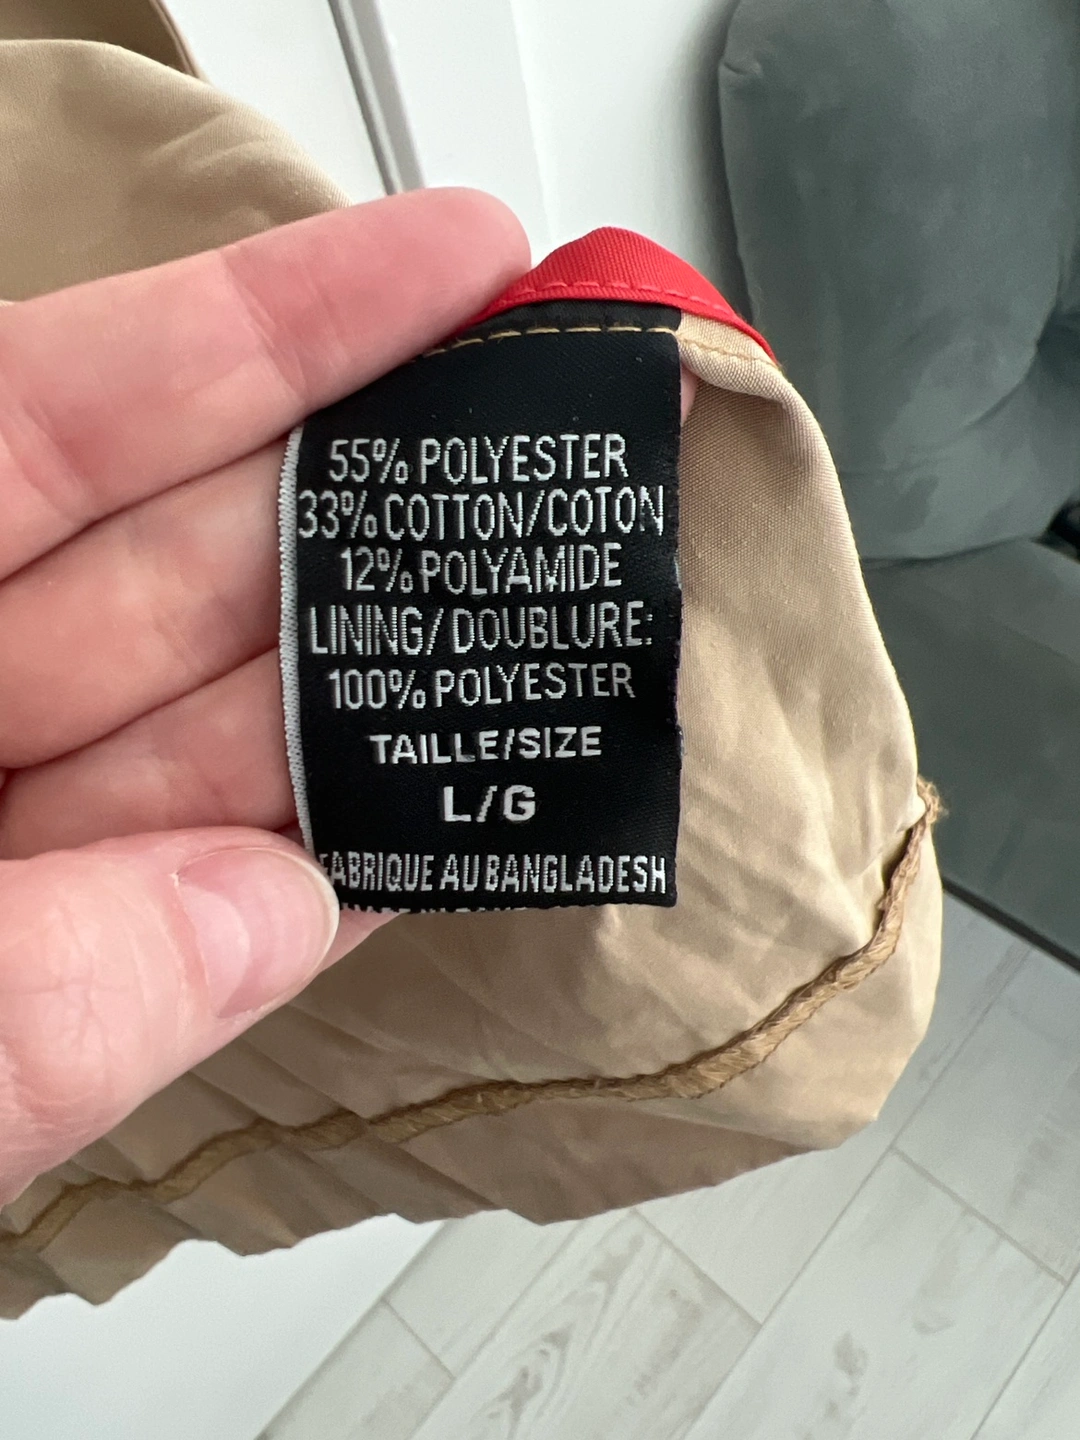 55% POLYESTER
33% COTTON/COTON
12% POLYAMIDE
LINING/DOUBLURE:
100% POLYESTER
TAILLE/SIZE
L/G
FABRIQUE AU BANGLADESH